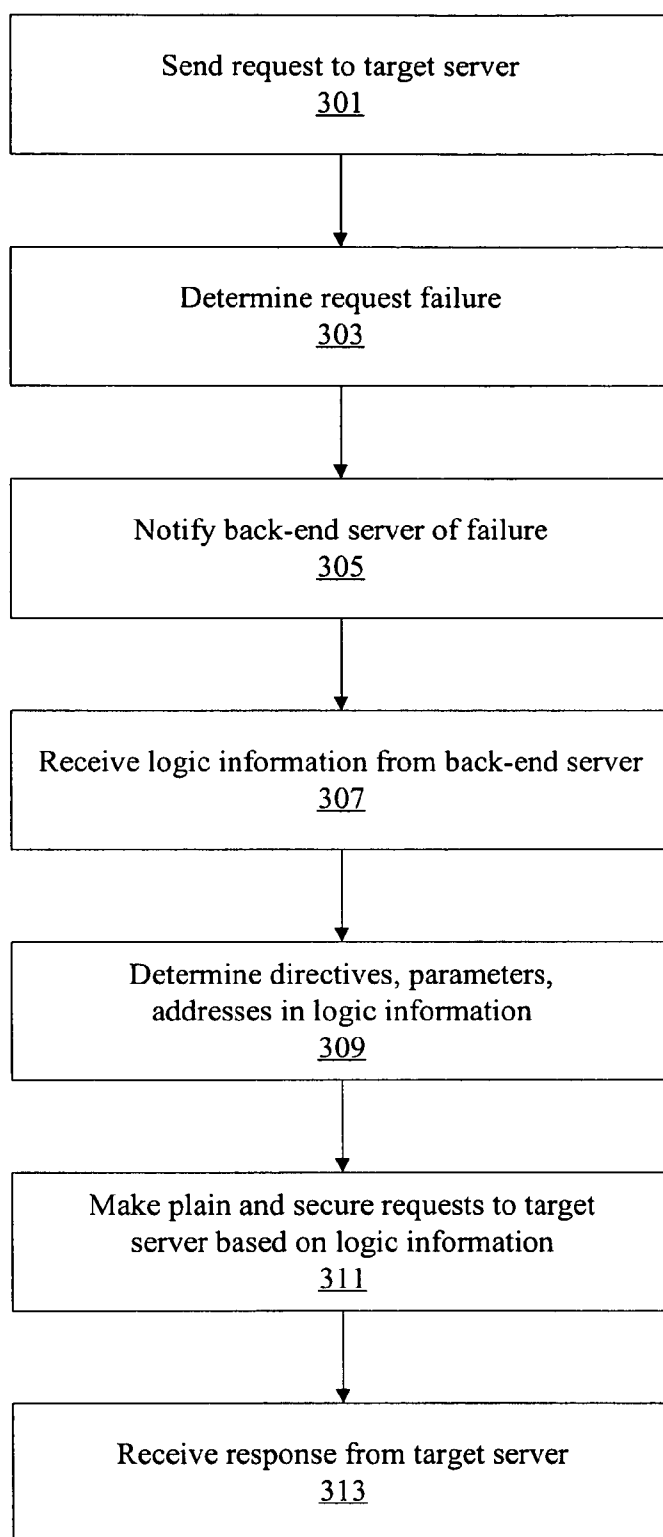 Send request to target server
301
Determine request failure
303
Notify back-end server of failure
305
Receive logic information from back-end server
307
Determine directives, parameters,
addresses in logic information
309
Make plain and secure requests to target
server based on logic information
311
Receive response from target server
313